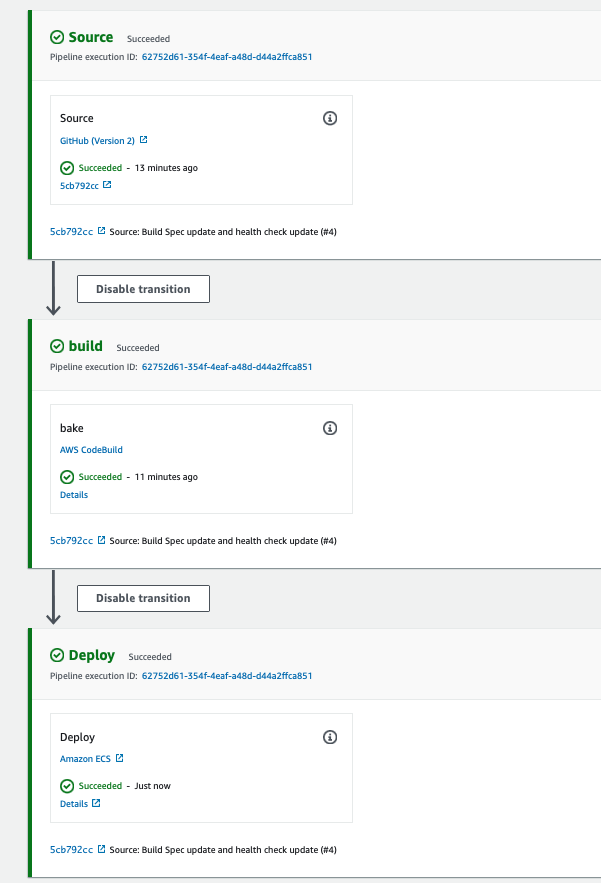 Source Succeeded
Pipeline execution ID: 62752d61-354f-4eaf-a48d-d44a2ffca851
Source
GitHub (Version 2)
Succeeded - 13 minutes ago
5cb792cc
5cb792cc Source: Build Spec update and health check update (#4)
Disable transition
build Succeeded
Pipeline execution ID: 62752d61-354f-4eaf-a48d-d44a2ffca851
bake
AWS CodeBuild
Succeeded - 11 minutes ago
Details
5cb792cc Source: Build Spec update and health check update (#4)
Disable transition
Deploy Succeeded
Pipeline execution ID: 62752d61-354f-4eaf-a48d-d44a2ffca851
Deploy
Amazon ECS
Succeeded - Just now
Details
5cb792cc Source: Build Spec update and health check update (#4)